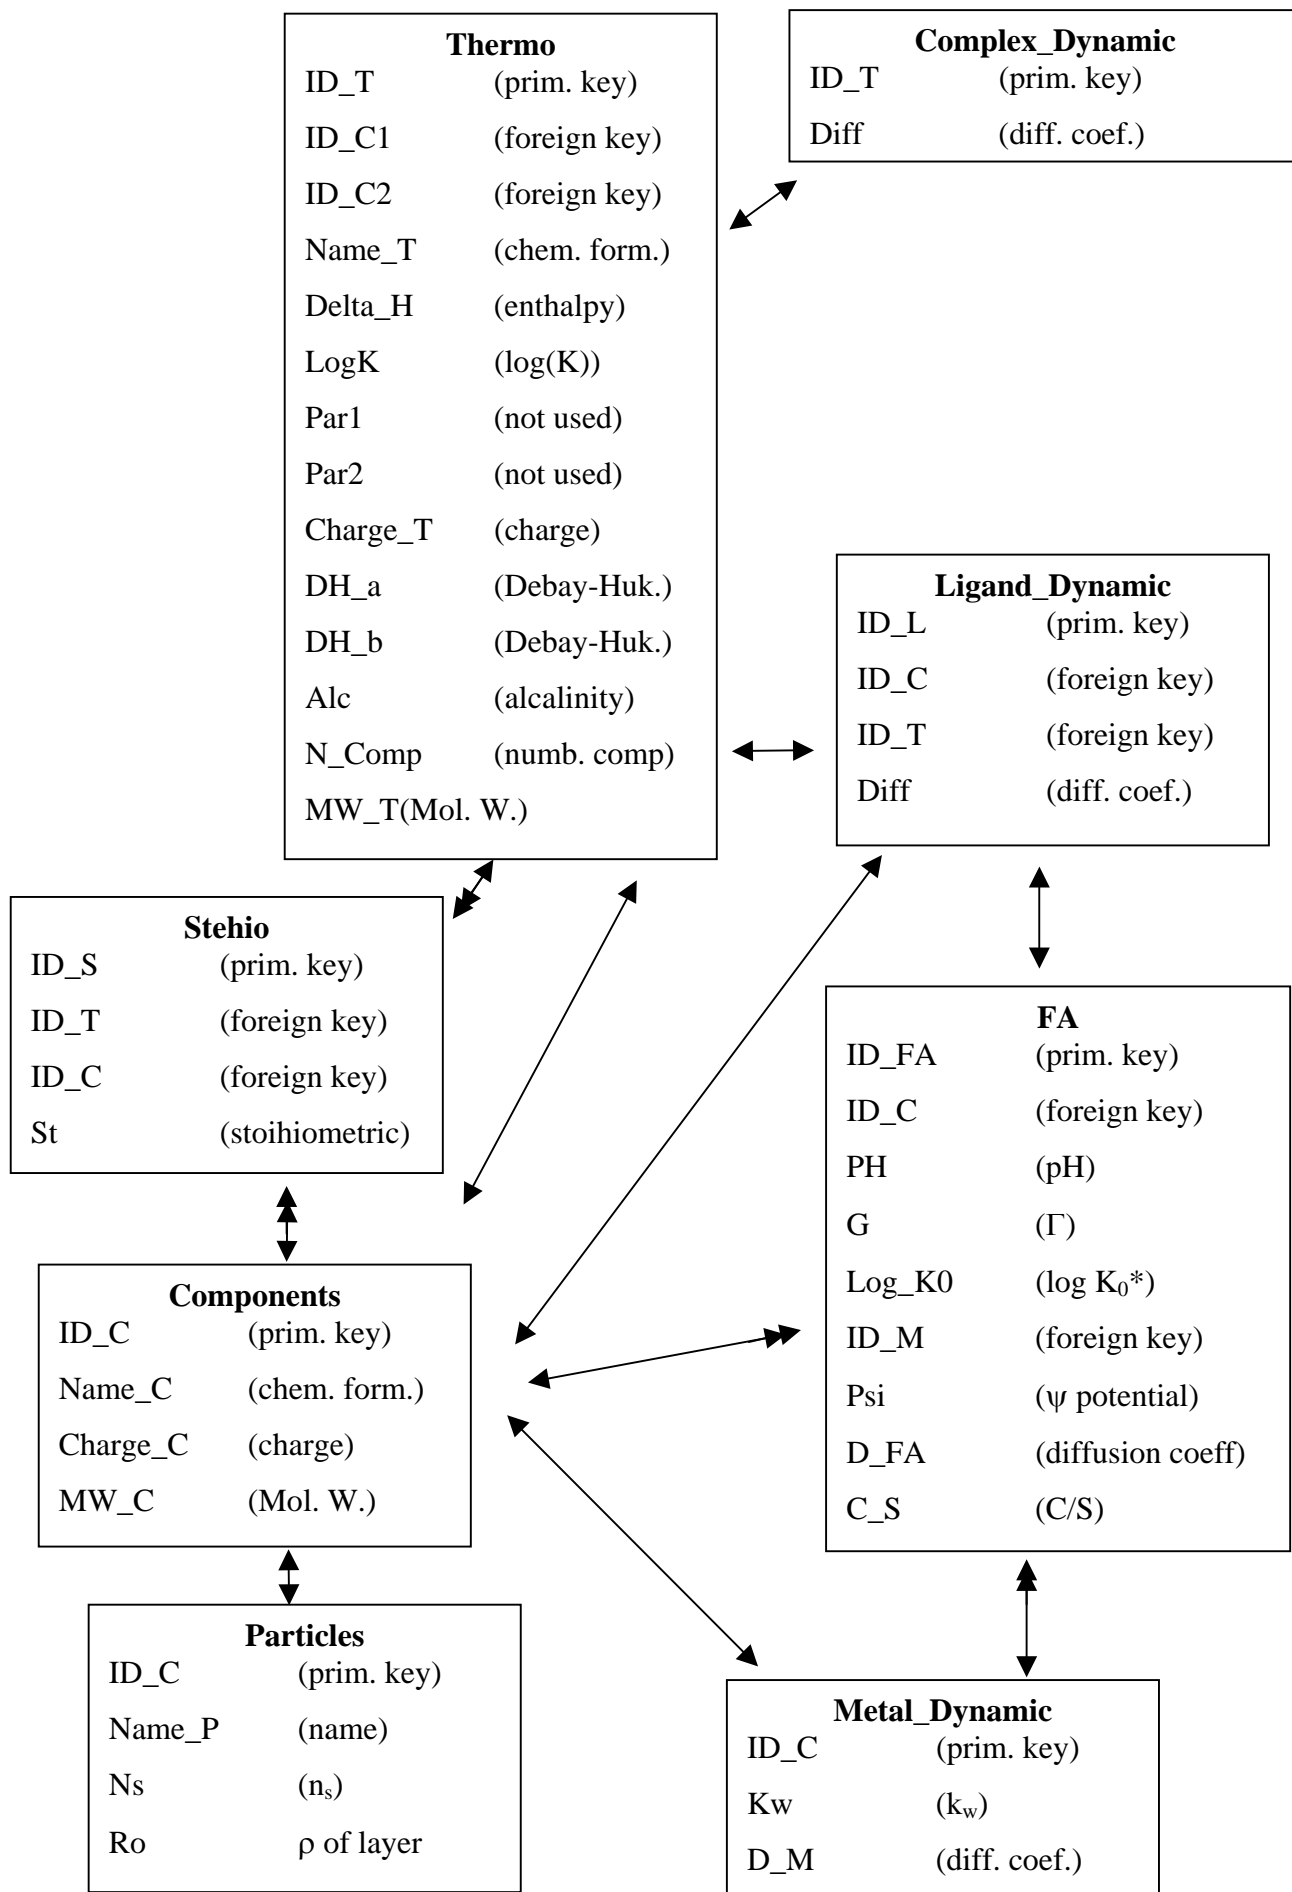 Thermo
ID_T (prim. key)
ID_C1 (foreign key)
ID_C2 (foreign key)
Name_T (chem. form.)
Delta_H (enthalpy)
LogK (log(K))
Par1 (not used)
Par2 (not used)
Charge_T (charge)
DH_a (Debay-Huk.)
DH_b (Debay-Huk.)
Alc (alcalinity)
N_Comp (numb. comp)
MW_T(Mol. W.)
Complex_Dynamic
ID_T (prim. key)
Diff (diff. coef.)
Ligand_Dynamic
ID_L (prim. key)
ID_C (foreign key)
ID_T (foreign key)
Diff (diff. coef.)
Stehio
ID_S (prim. key)
ID_T (foreign key)
ID_C (foreign key)
St (stoihiometric)
FA
ID_FA (prim. key)
ID_C (foreign key)
PH (pH)
G (Γ)
Log_K0 (log K₀*)
ID_M (foreign key)
Psi (ψ potential)
D_FA (diffusion coeff)
C_S (C/S)
Components
ID_C (prim. key)
Name_C (chem. form.)
Charge_C (charge)
MW_C (Mol. W.)
Particles
ID_C (prim. key)
Name_P (name)
Ns (nₛ)
Ro ρ of layer
Metal_Dynamic
ID_C (prim. key)
Kw (k_w)
D_M (diff. coef.)